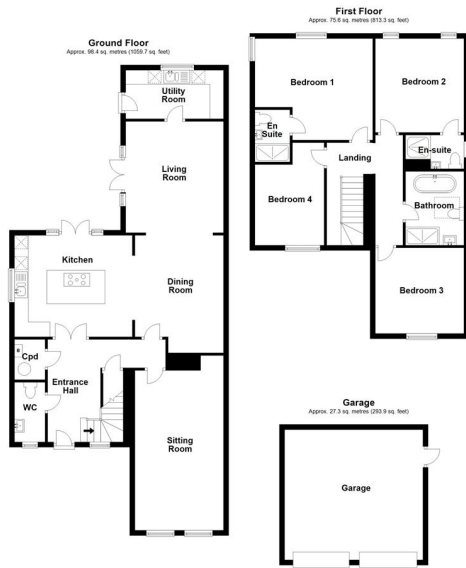 Ground Floor
Approx. 98.4 sq. metres (1059.7 sq. feet)
Utility
Room
Living
Room
Kitchen
Dining
Room
Cpd
Entrance
Hall
WC
Sitting
Room
First Floor
Approx. 75.6 sq. metres (813.3 sq. feet)
Bedroom 1
Bedroom 2
En
Suite
En-suite
Landing
Bedroom 4
Bathroom
Bedroom 3
Garage
Approx. 27.3 sq. metres (293.9 sq. feet)
Garage